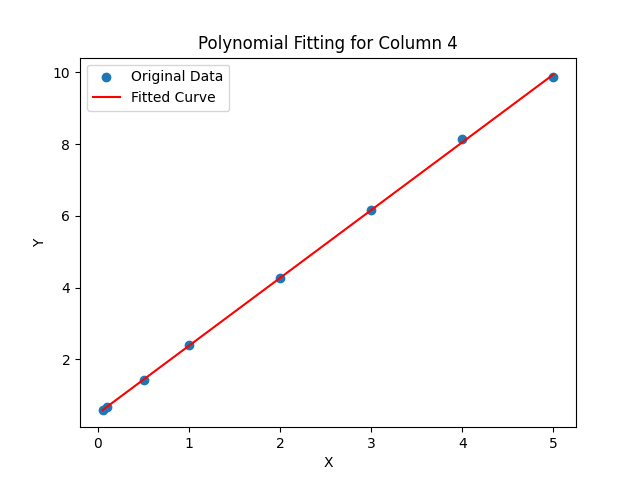 Polynomial Fitting for Column 4
Original Data
Fitted Curve
10
8
6
4
2
Y
0 1 2 3 4 5
X